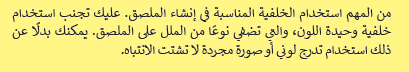 من المهم استخدام الخلفية المناسبة في إنشاء الملصق. عليك تجنب استخدام
خلفية وحيدة اللون، والتي تضفي نوعًا من الملل على الملصق. يمكنك بدلًا عن
ذلك استخدام تدرج لوني أو صورة مجردة لا تشتت الانتباه.